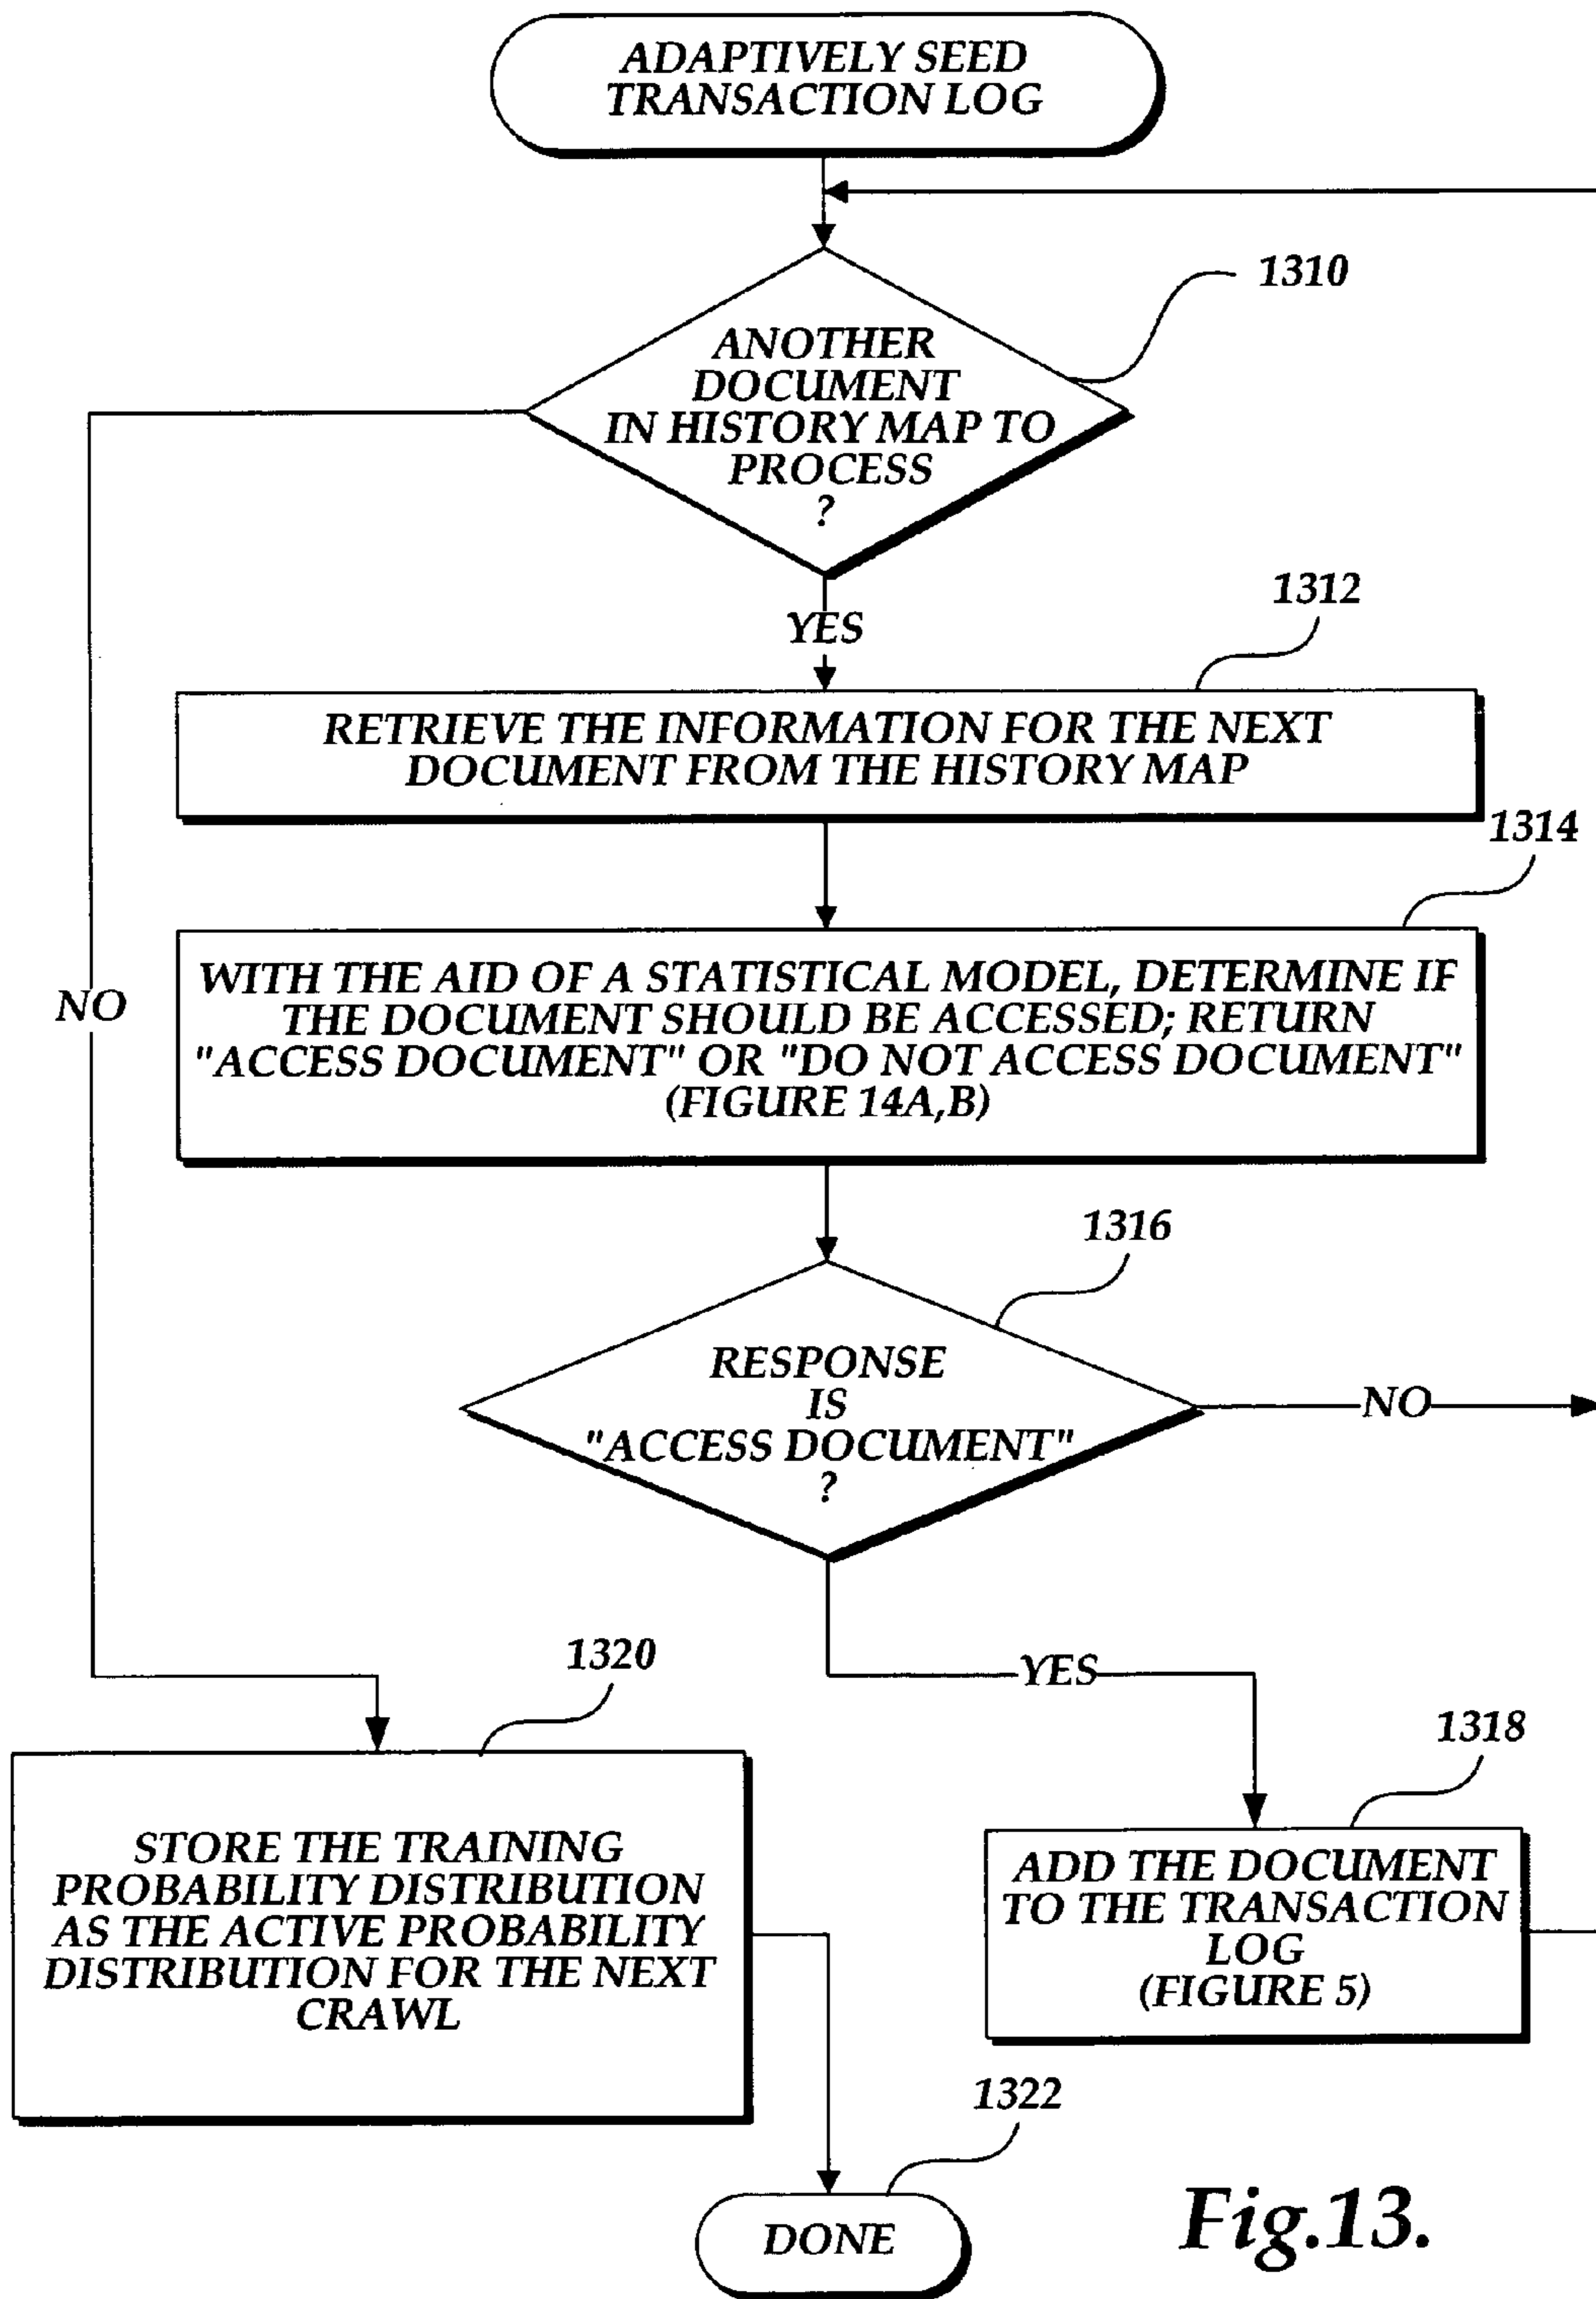 ADAPTIVELY SEED
TRANSACTION LOG
1310
ANOTHER
DOCUMENT
IN HISTORY MAP TO
PROCESS
?
YES
1312
RETRIEVE THE INFORMATION FOR THE NEXT
DOCUMENT FROM THE HISTORY MAP
1314
NO
WITH THE AID OF A STATISTICAL MODEL, DETERMINE IF
THE DOCUMENT SHOULD BE ACCESSED; RETURN
"ACCESS DOCUMENT" OR "DO NOT ACCESS DOCUMENT"
(FIGURE 14A,B)
1316
RESPONSE
IS
"ACCESS DOCUMENT"
?
NO
YES
1320
1318
STORE THE TRAINING
PROBABILITY DISTRIBUTION
AS THE ACTIVE PROBABILITY
DISTRIBUTION FOR THE NEXT
CRAWL
ADD THE DOCUMENT
TO THE TRANSACTION
LOG
(FIGURE 5)
1322
DONE
Fig.13.